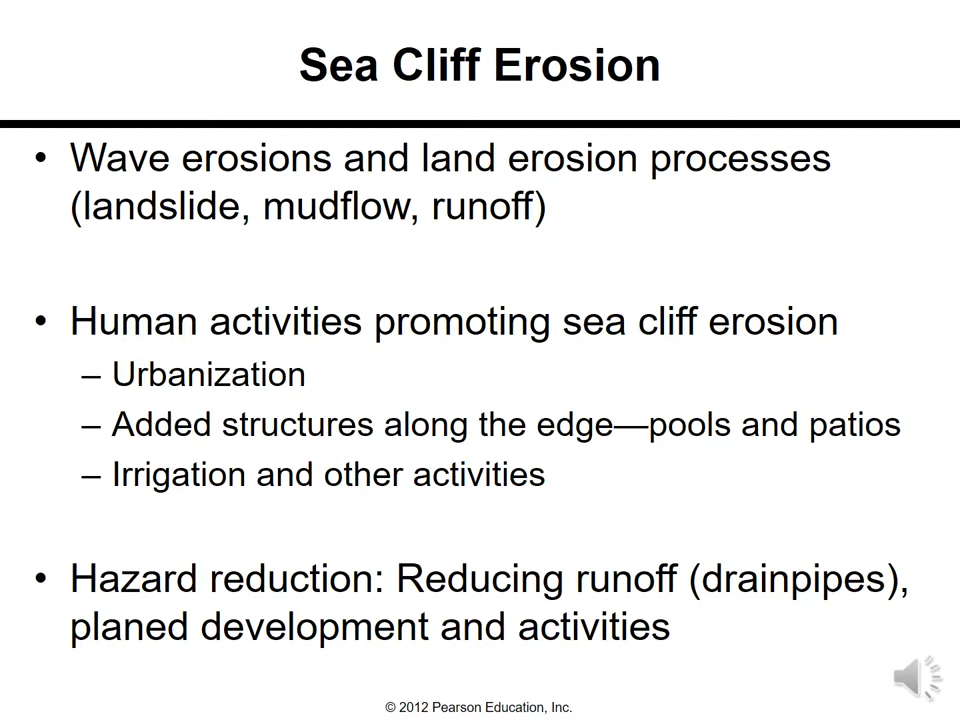 Sea Cliff Erosion
• Wave erosions and land erosion processes
(landslide, mudflow, runoff)
• Human activities promoting sea cliff erosion
– Urbanization
– Added structures along the edge—pools and patios
– Irrigation and other activities
• Hazard reduction: Reducing runoff (drainpipes),
planed development and activities
© 2012 Pearson Education, Inc.